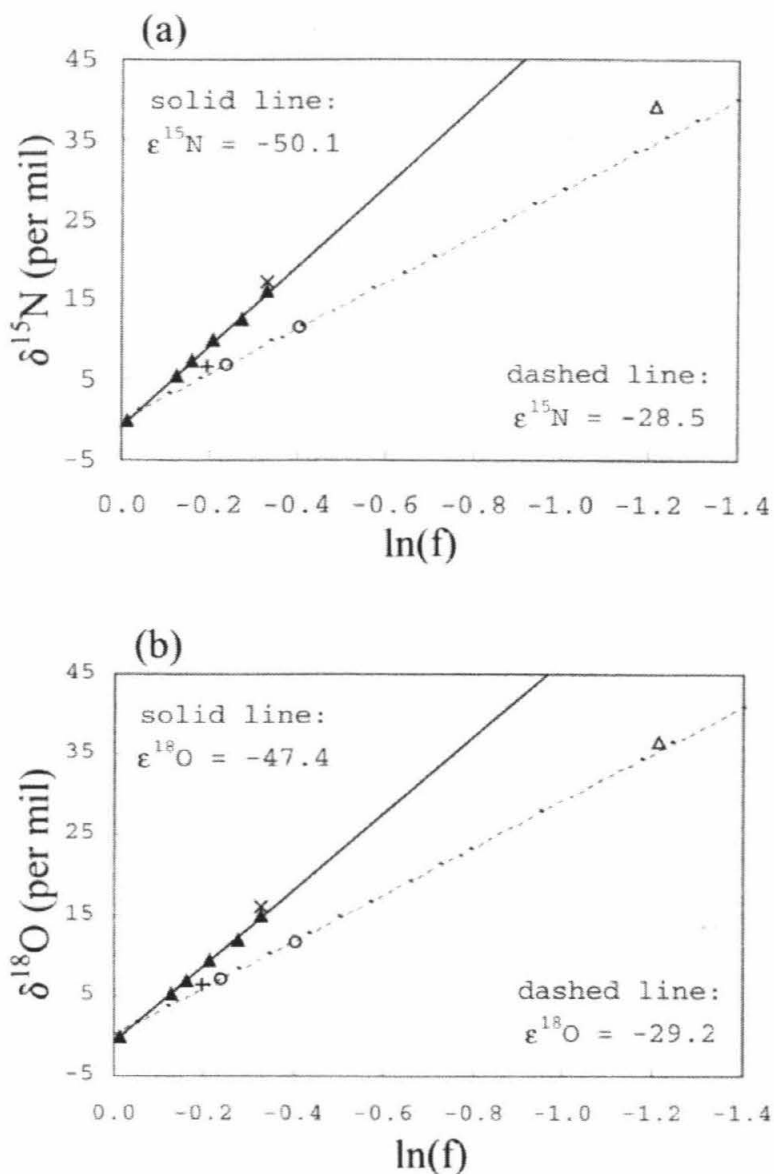 (a)
45
35
25
15
5
-5
δ¹⁵N (per mil)
solid line:
ε¹⁵N = -50.1
dashed line:
ε¹⁵N = -28.5
0.0 -0.2 -0.4 -0.6 -0.8 -1.0 -1.2 -1.4
ln(f)
(b)
45
35
25
15
5
-5
δ¹⁸O (per mil)
solid line:
ε¹⁸O = -47.4
dashed line:
ε¹⁸O = -29.2
0.0 -0.2 -0.4 -0.6 -0.8 -1.0 -1.2 -1.4
ln(f)